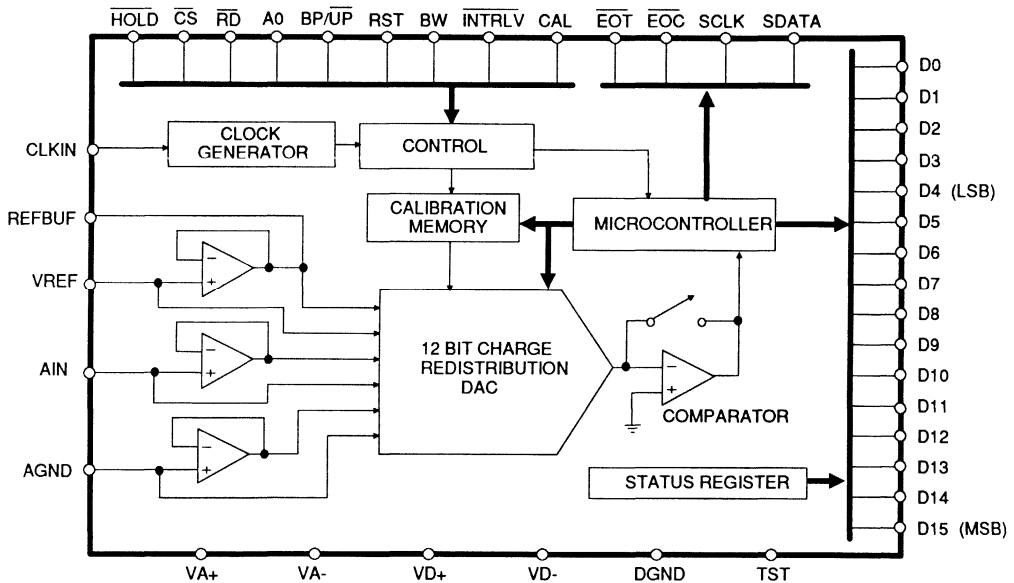 HOLD CS RD A0 BP/UP RST BW INTRLV CAL EOT EOC SCLK SDATA
D0
D1
CLOCK GENERATOR
CONTROL
D2
CLKIN
D3
D4 (LSB)
CALIBRATION MEMORY
MICROCONTROLLER
REFBUF
D5
D6
-
+
VREF
D7
D8
-
+
12 BIT CHARGE REDISTRIBUTION DAC
D9
AIN
-
+
COMPARATOR
D10
D11
D12
-
+
AGND
D13
STATUS REGISTER
D14
D15 (MSB)
VA+ VA- VD+ VD- DGND TST